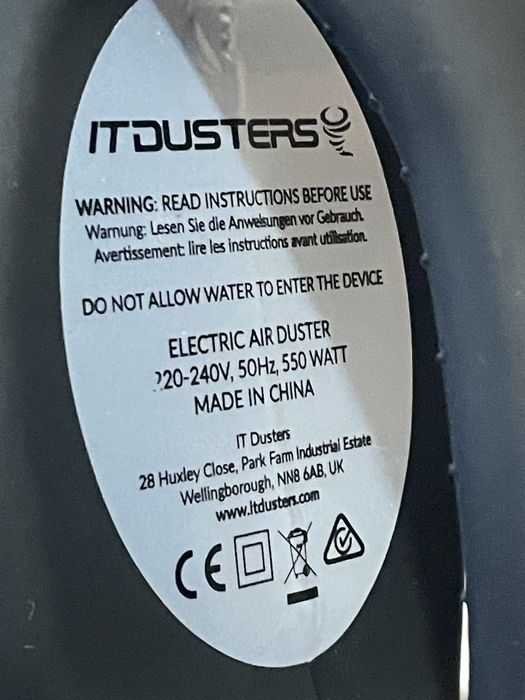 ITDUSTERS
WARNING: READ INSTRUCTIONS BEFORE USE
Warnung: Lesen Sie die Anweisungen vor Gebrauch.
Avertissement: lire les instructions avant utilisation.
DO NOT ALLOW WATER TO ENTER THE DEVICE
ELECTRIC AIR DUSTER
220-240V, 50Hz, 550 WATT
MADE IN CHINA
IT Dusters
28 Huxley Close, Park Farm Industrial Estate
Wellingborough, NN8 6AB, UK
www.itdusters.com
CE